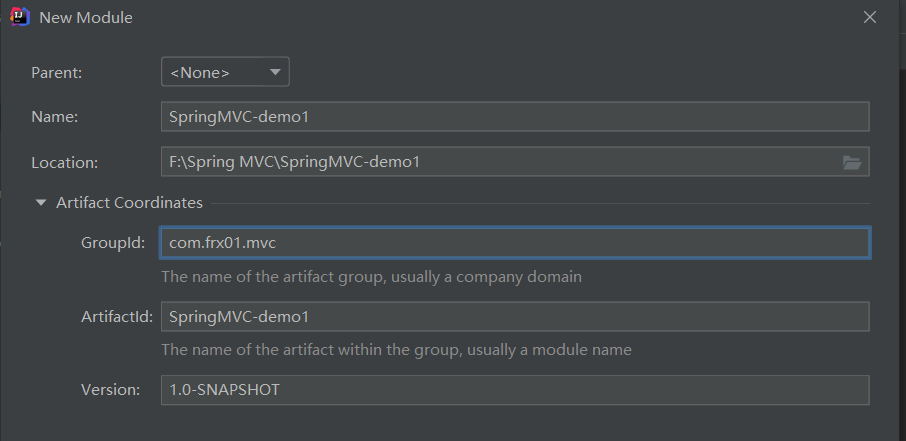 New Module
Parent: <None>
Name: SpringMVC-demo1
Location: F:\Spring MVC\SpringMVC-demo1
Artifact Coordinates
GroupId: com.frx01.mvc
The name of the artifact group, usually a company domain
ArtifactId: SpringMVC-demo1
The name of the artifact within the group, usually a module name
Version: 1.0-SNAPSHOT